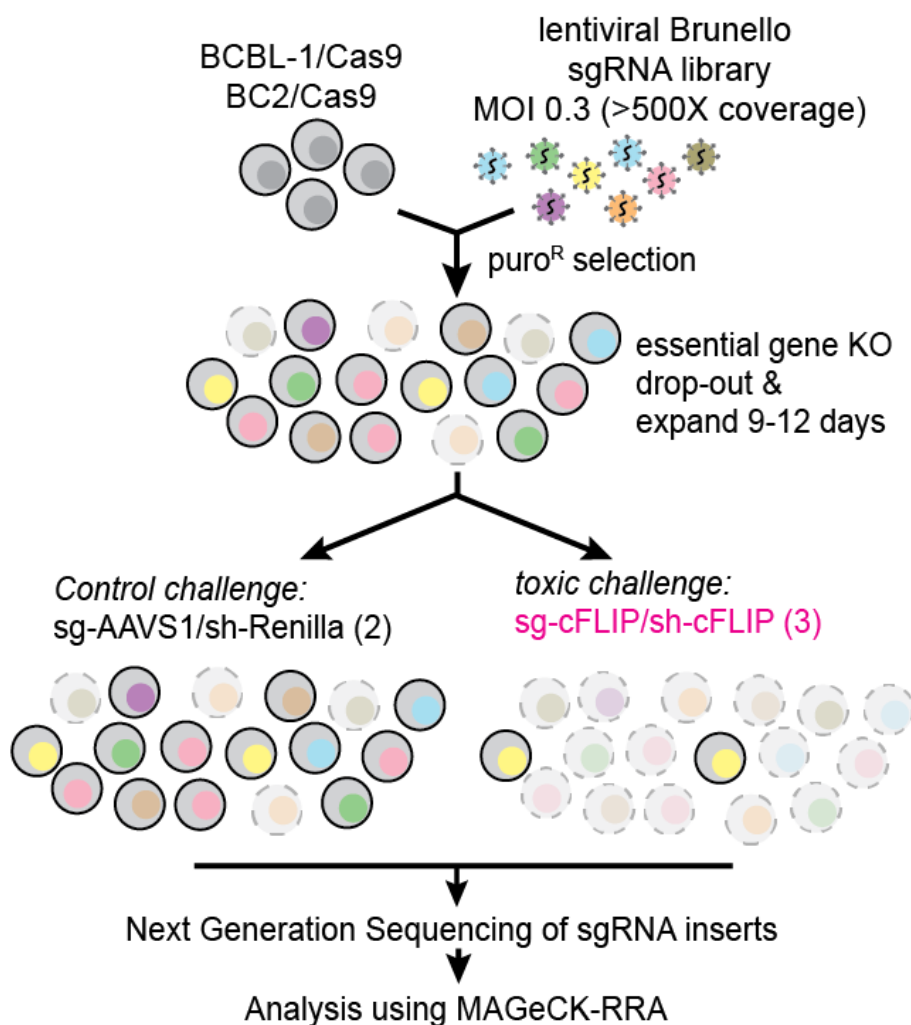 BCBL-1/Cas9
BC2/Cas9
lentiviral Brunello
sgRNA library
MOI 0.3 (>500X coverage)
puroᴿ selection
essential gene KO
drop-out &
expand 9-12 days
Control challenge:
sg-AAVS1/sh-Renilla (2)
toxic challenge:
sg-cFLIP/sh-cFLIP (3)
Next Generation Sequencing of sgRNA inserts
Analysis using MAGeCK-RRA